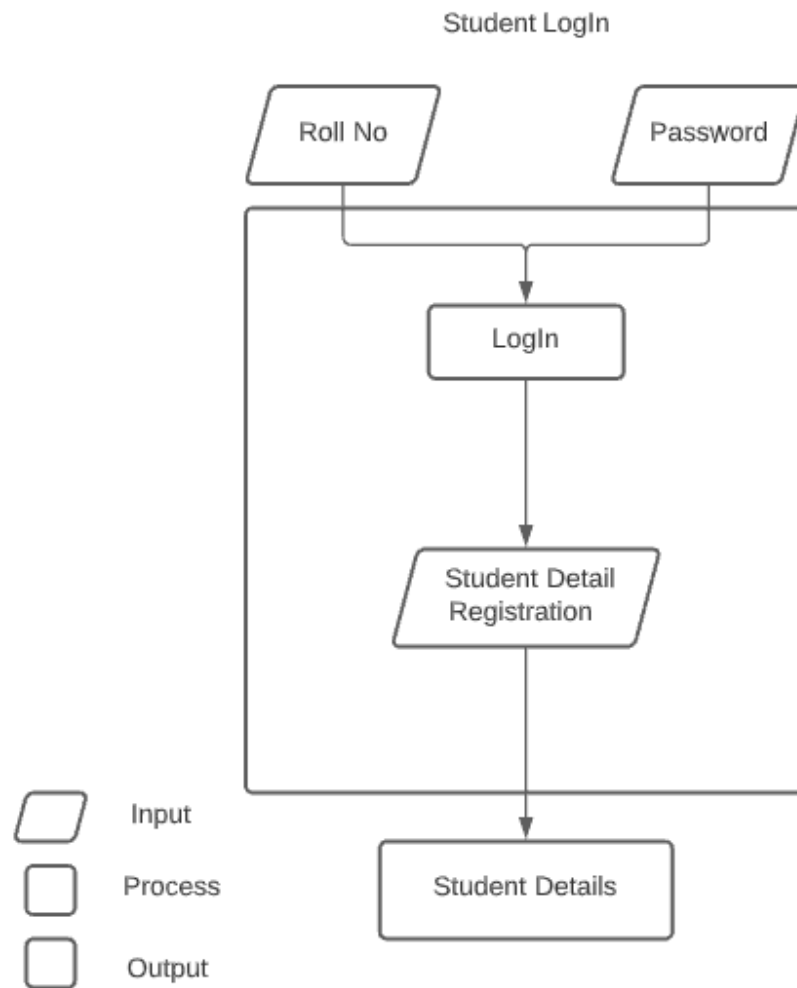 Student LogIn
Roll No
Password
LogIn
Student Detail
Registration
Input
Process
Student Details
Output